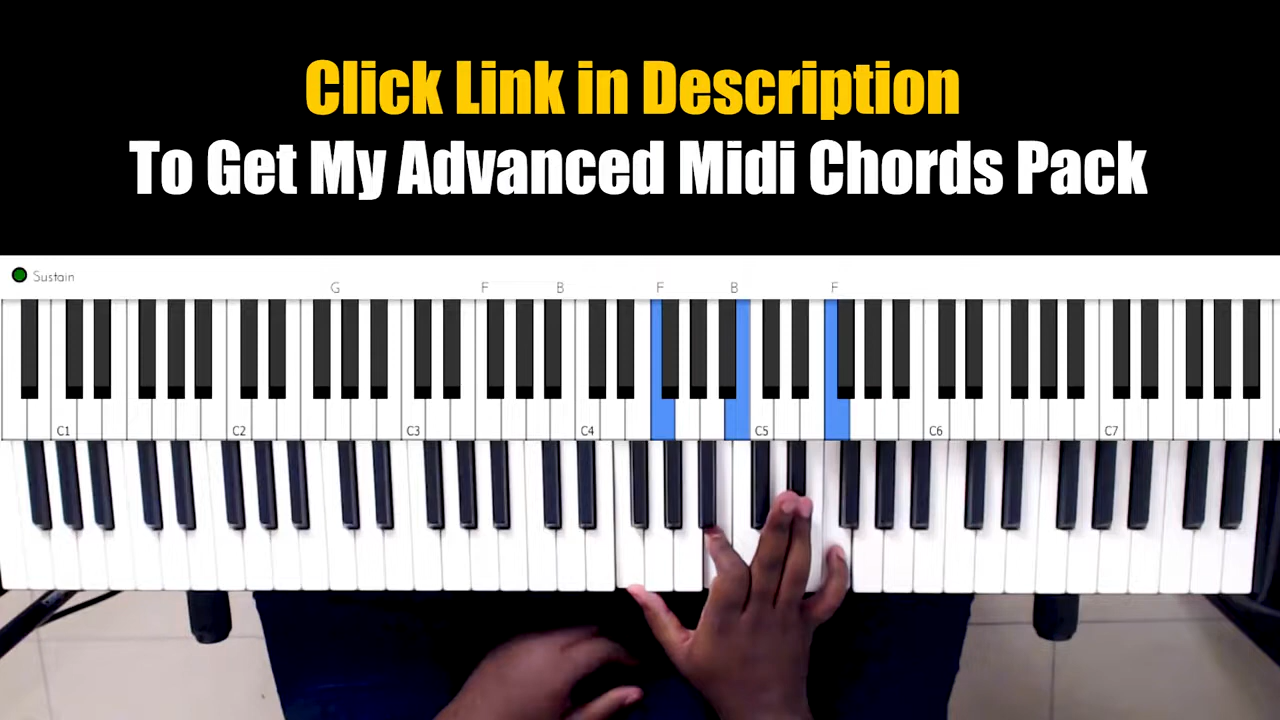 Click Link in Description
To Get My Advanced Midi Chords Pack
Sustain
G F B F B F
C1 C2 C3 C4 C5 C6 C7